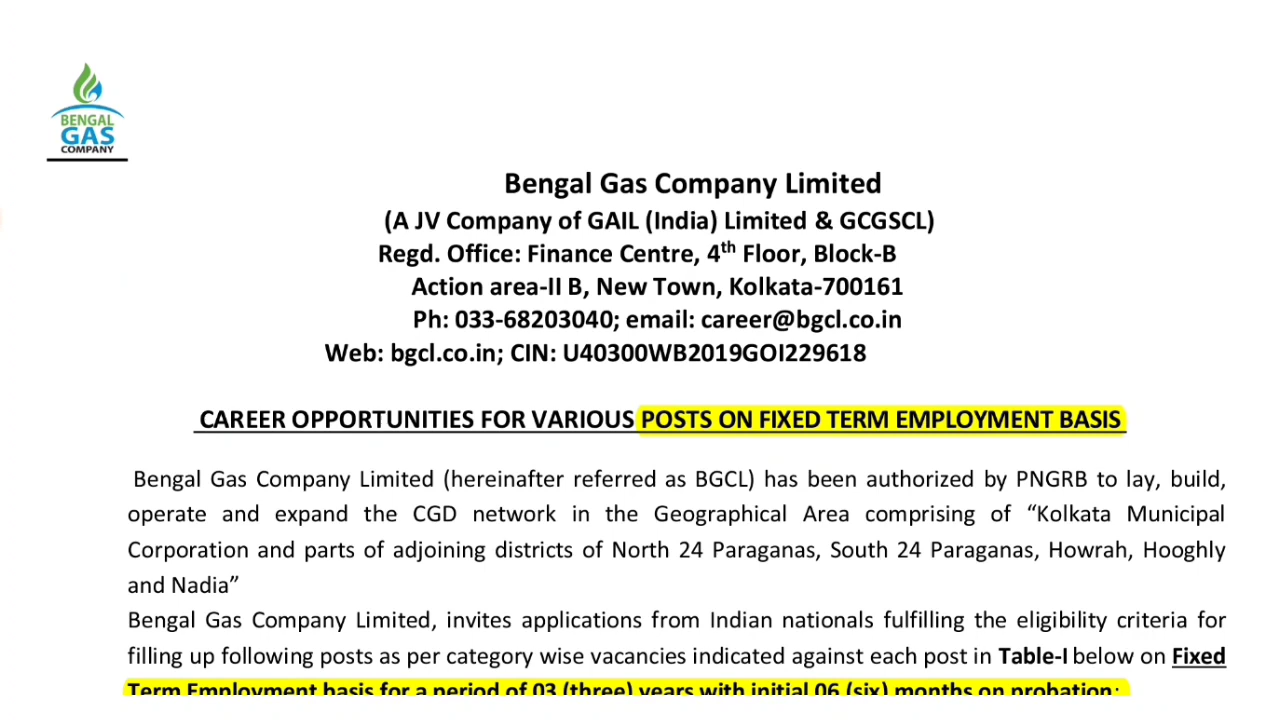 BENGAL
GAS
COMPANY
Bengal Gas Company Limited
(A JV Company of GAIL (India) Limited & GCGSCL)
Regd. Office: Finance Centre, 4th Floor, Block-B
Action area-II B, New Town, Kolkata-700161
Ph: 033-68203040; email: career@bgcl.co.in
Web: bgcl.co.in; CIN: U40300WB2019GOI229618
CAREER OPPORTUNITIES FOR VARIOUS POSTS ON FIXED TERM EMPLOYMENT BASIS
Bengal Gas Company Limited (hereinafter referred as BGCL) has been authorized by PNGRB to lay, build,
operate and expand the CGD network in the Geographical Area comprising of “Kolkata Municipal
Corporation and parts of adjoining districts of North 24 Paraganas, South 24 Paraganas, Howrah, Hooghly
and Nadia”
Bengal Gas Company Limited, invites applications from Indian nationals fulfilling the eligibility criteria for
filling up following posts as per category wise vacancies indicated against each post in Table-I below on Fixed
Term Employment basis for a period of 03 (three) years with initial 06 (six) months on probation: